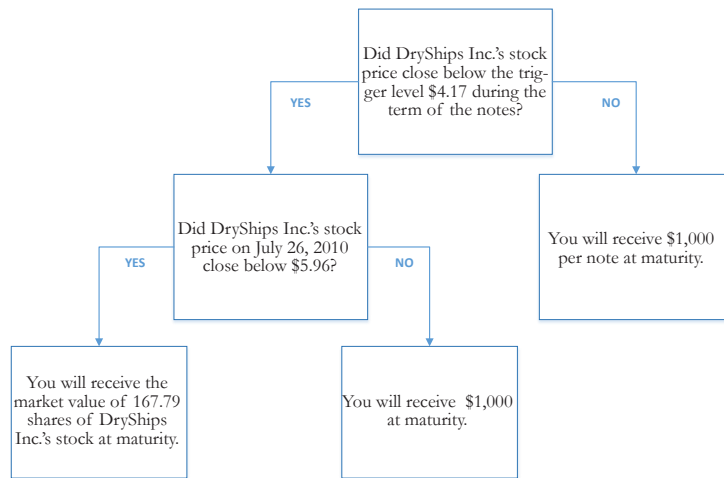 Did DryShips Inc.'s stock
price close below the trig-
ger level $4.17 during the
term of the notes?
YES
NO
Did DryShips Inc.'s stock
price on July 26, 2010
close below $5.96?
You will receive $1,000
per note at maturity.
YES
NO
You will receive the
market value of 167.79
shares of DryShips
Inc.'s stock at maturity.
You will receive $1,000
at maturity.